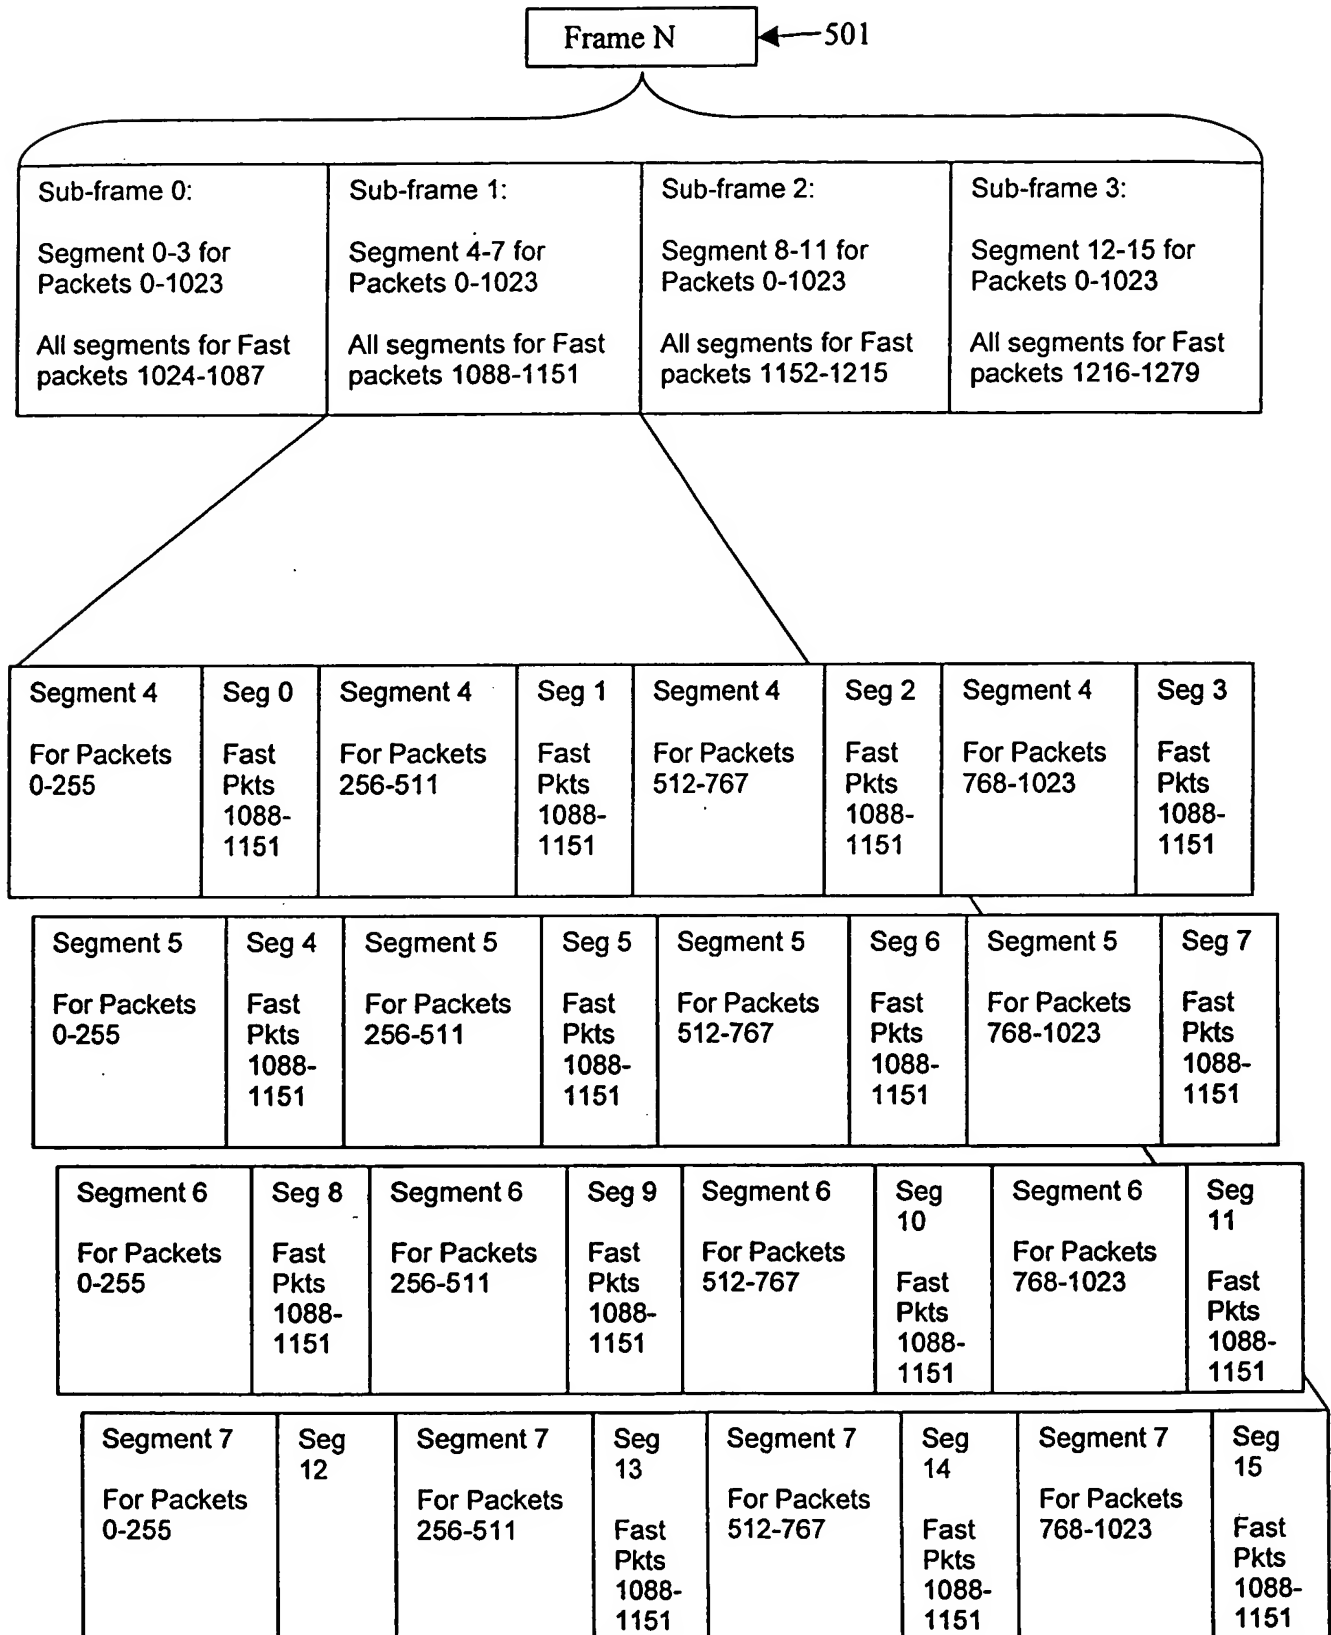 Frame N
501
Sub-frame 0:
Segment 0-3 for
Packets 0-1023
All segments for Fast
packets 1024-1087
Sub-frame 1:
Segment 4-7 for
Packets 0-1023
All segments for Fast
packets 1088-1151
Sub-frame 2:
Segment 8-11 for
Packets 0-1023
All segments for Fast
packets 1152-1215
Sub-frame 3:
Segment 12-15 for
Packets 0-1023
All segments for Fast
packets 1216-1279
Segment 4
For Packets
0-255
Seg 0
Fast
Pkts
1088-
1151
Segment 4
For Packets
256-511
Seg 1
Fast
Pkts
1088-
1151
Segment 4
For Packets
512-767
Seg 2
Fast
Pkts
1088-
1151
Segment 4
For Packets
768-1023
Seg 3
Fast
Pkts
1088-
1151
Segment 5
For Packets
0-255
Seg 4
Fast
Pkts
1088-
1151
Segment 5
For Packets
256-511
Seg 5
Fast
Pkts
1088-
1151
Segment 5
For Packets
512-767
Seg 6
Fast
Pkts
1088-
1151
Segment 5
For Packets
768-1023
Seg 7
Fast
Pkts
1088-
1151
Segment 6
For Packets
0-255
Seg 8
Fast
Pkts
1088-
1151
Segment 6
For Packets
256-511
Seg 9
Fast
Pkts
1088-
1151
Segment 6
For Packets
512-767
Seg
10
Fast
Pkts
1088-
1151
Segment 6
For Packets
768-1023
Seg
11
Fast
Pkts
1088-
1151
Segment 7
For Packets
0-255
Seg
12
Segment 7
For Packets
256-511
Seg
13
Fast
Pkts
1088-
1151
Segment 7
For Packets
512-767
Seg
14
Fast
Pkts
1088-
1151
Segment 7
For Packets
768-1023
Seg
15
Fast
Pkts
1088-
1151